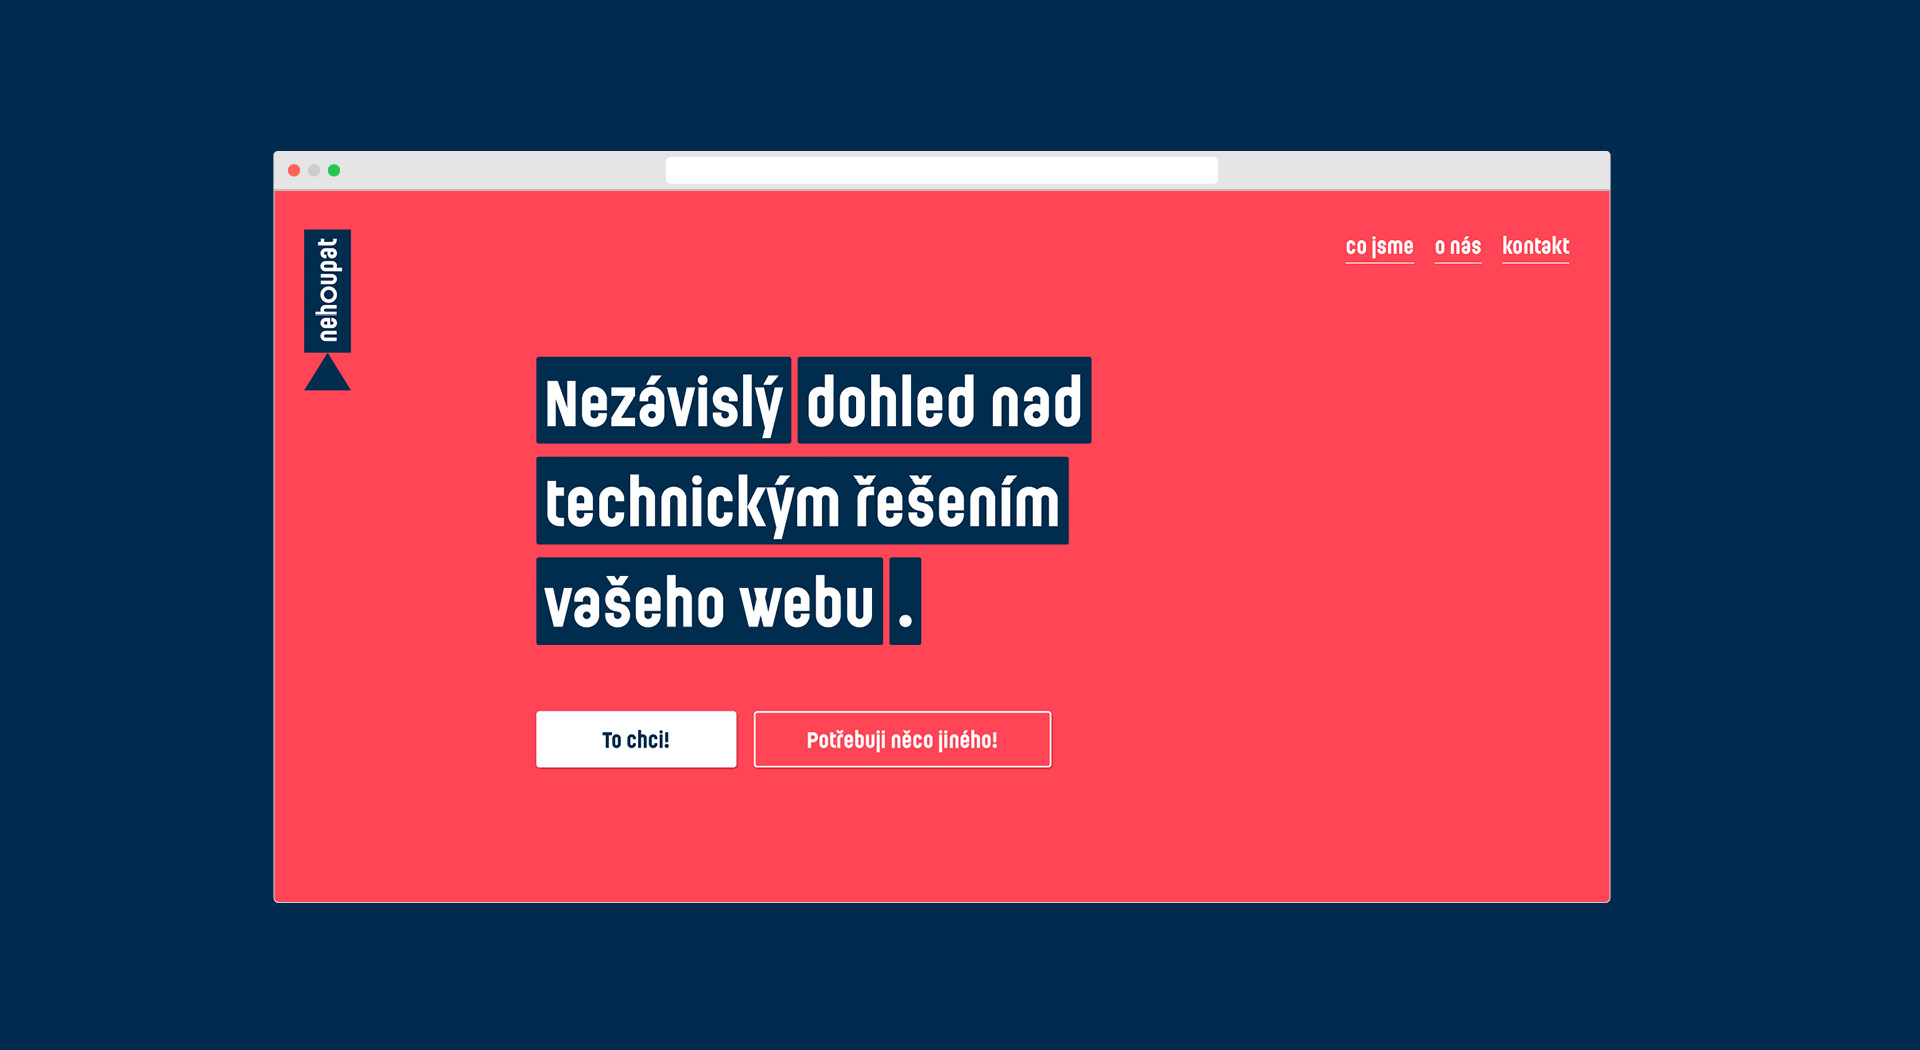 nehoupat
co jsme o nás kontakt
Nezávislý dohled nad
technickým řešením
vašeho webu .
To chci! Potřebuji něco jiného!